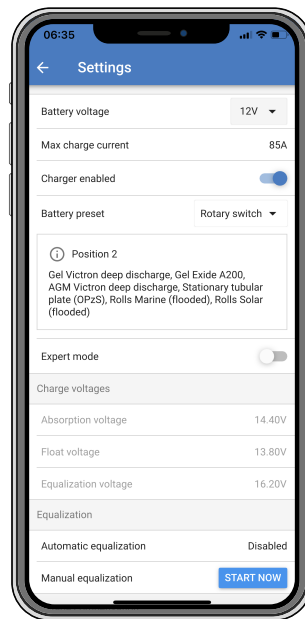 06:35
Settings
Battery voltage 12V
Max charge current 85A
Charger enabled
Battery preset Rotary switch
Position 2
Gel Victron deep discharge, Gel Exide A200,
AGM Victron deep discharge, Stationary tubular
plate (OPzS), Rolls Marine (flooded), Rolls Solar
(flooded)
Expert mode
Charge voltages
Absorption voltage 14.40V
Float voltage 13.80V
Equalization voltage 16.20V
Equalization
Automatic equalization Disabled
Manual equalization START NOW